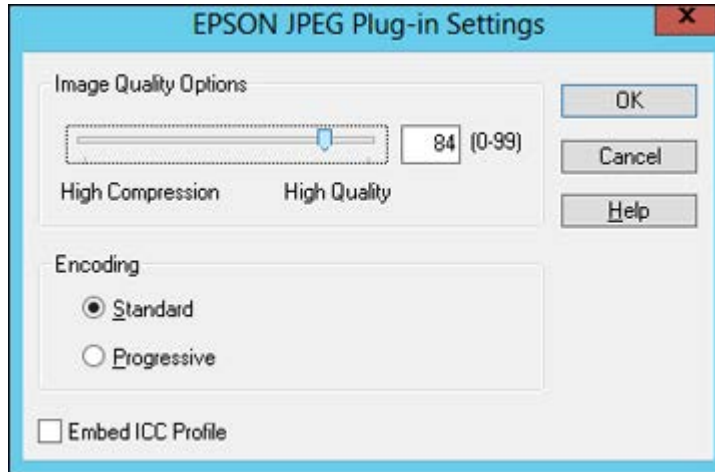 EPSON JPEG Plug-in Settings
x
Image Quality Options
84 (0-99)
High Compression High Quality
OK
Cancel
Help
Encoding
Standard
Progressive
Embed ICC Profile